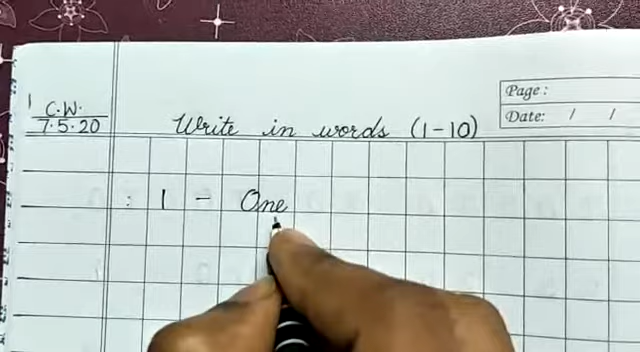 Page:
C.W.
7.5.20
Write in words (1-10)
Date: / /
: 1 - One